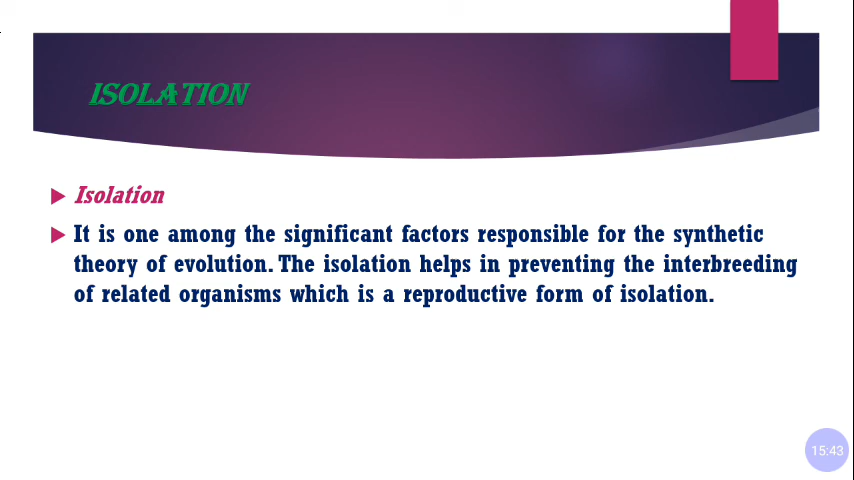 ISOLATION
Isolation
It is one among the significant factors responsible for the synthetic
theory of evolution. The isolation helps in preventing the interbreeding
of related organisms which is a reproductive form of isolation.
15:43